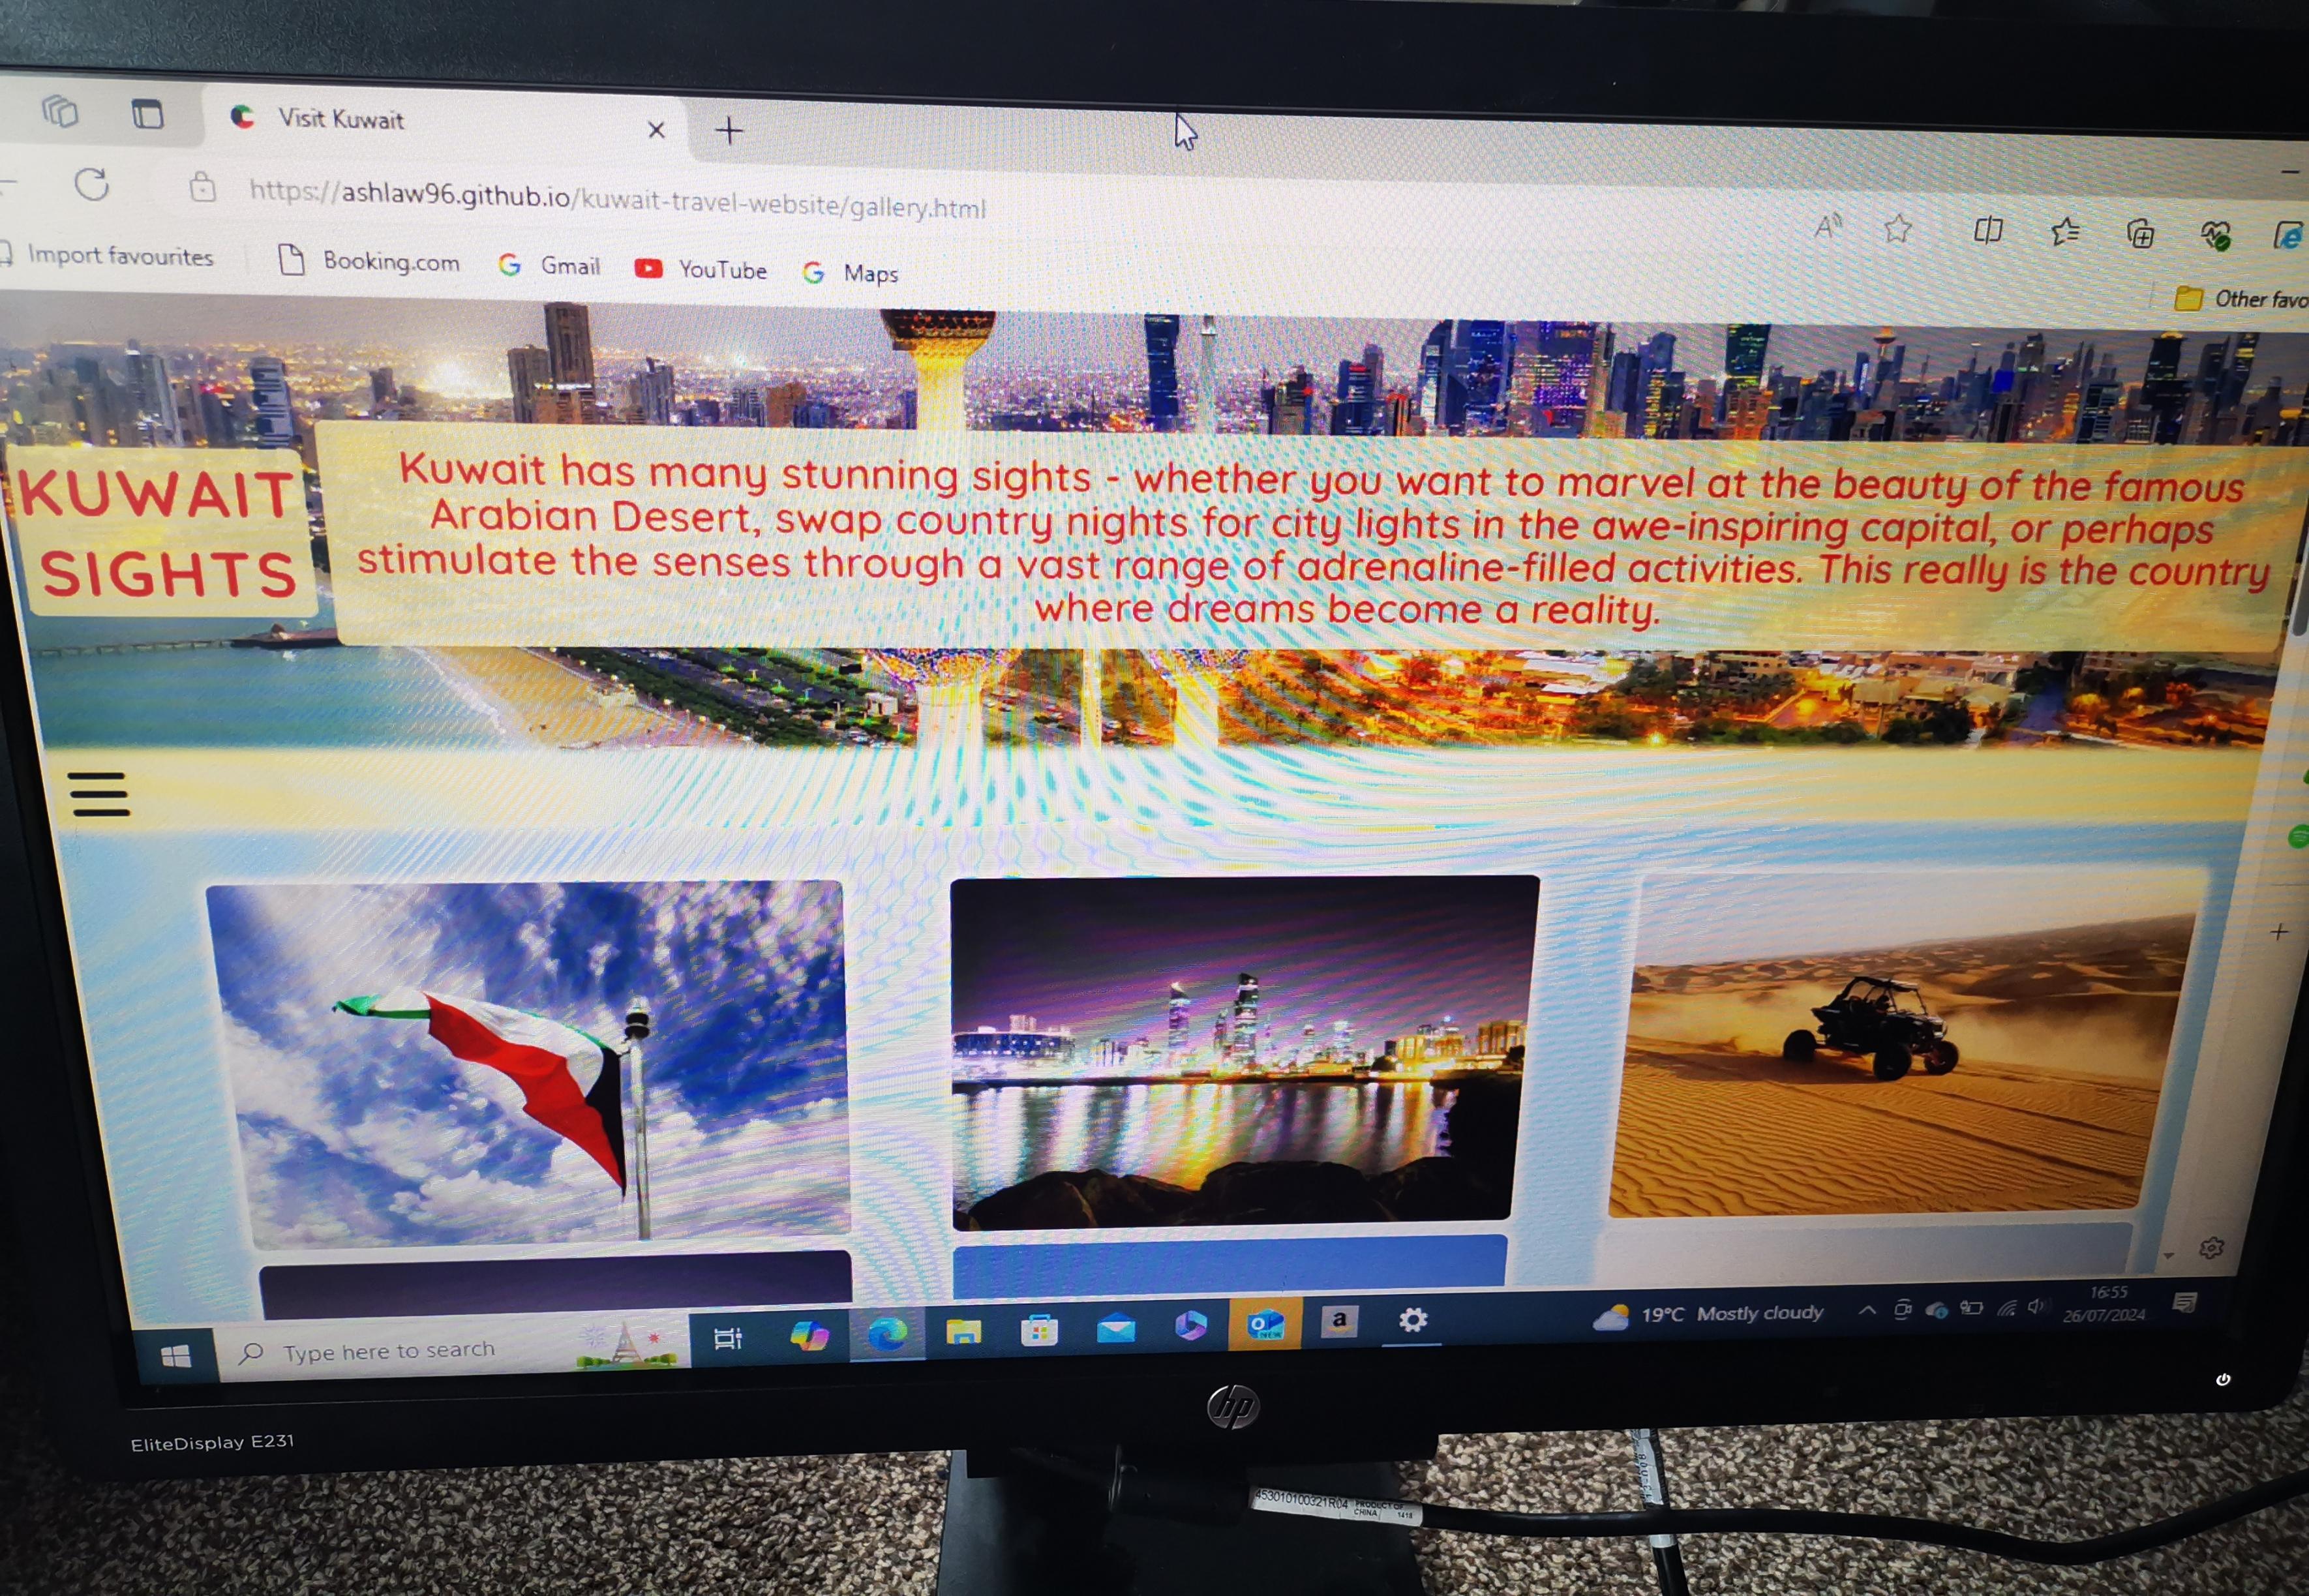 Visit Kuwait
https://ashlaw96.github.io/kuwait-travel-website/gallery.html
Import favourites
Booking.com
Gmail
YouTube
Maps
Other favo
KUWAIT
SIGHTS
Kuwait has many stunning sights - whether you want to marvel at the beauty of the famous
Arabian Desert, swap country nights for city lights in the awe-inspiring capital, or perhaps
stimulate the senses through a vast range of adrenaline-filled activities. This really is the country
where dreams become a reality.
Type here to search
NEW
a
19°C Mostly cloudy
16:55
26/07/2024
hp
EliteDisplay E231
453010100321R04
PRODUCT OF
CHINA
1418